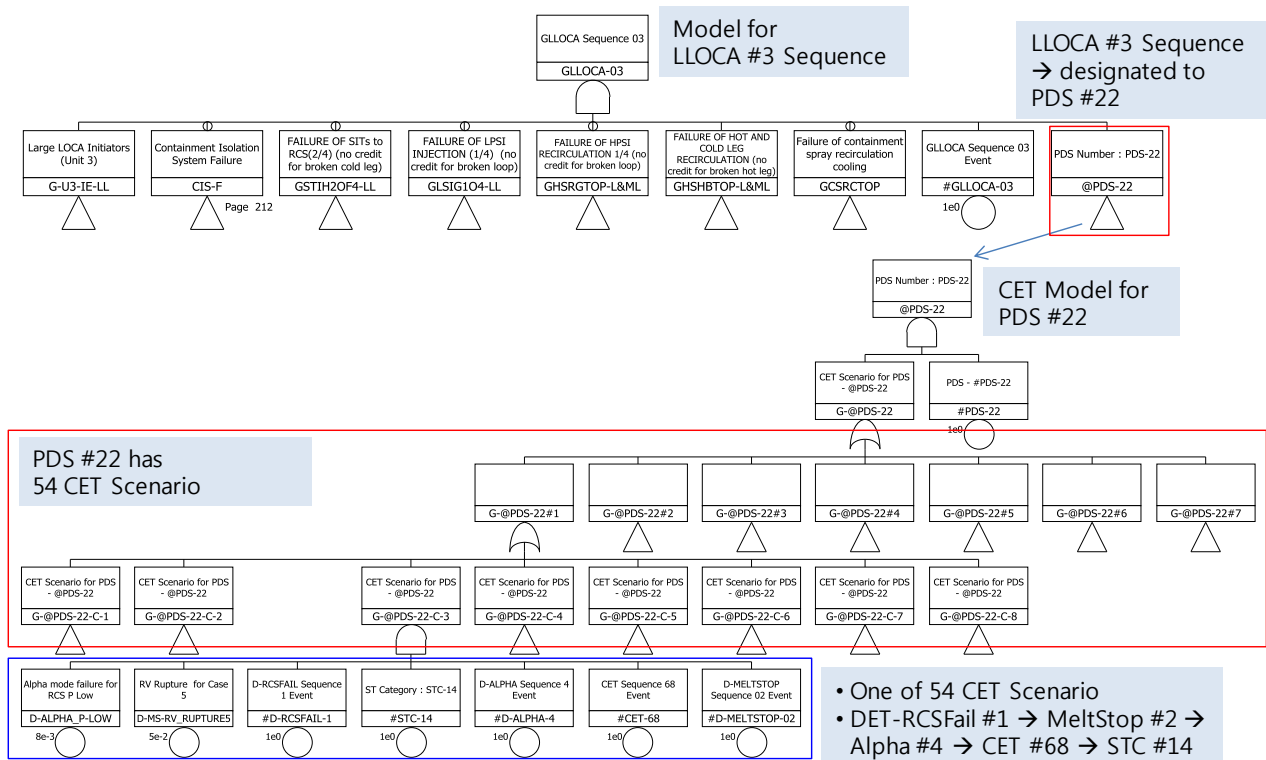 GLLOCA Sequence 03
GLLOCA-03
Model for
LLOCA #3 Sequence
LLOCA #3 Sequence
→ designated to
PDS #22
Large LOCA Initiators
(Unit 3)
G-U3-IE-LL
Containment Isolation
System Failure
CIS-F
Page 212
FAILURE OF SITs to
RCS(2/4) (no credit
for broken cold leg)
GSTIH2OF4-LL
FAILURE OF LPSI
INJECTION (1/4) (no
credit for broken loop)
GLSIG1O4-LL
FAILURE OF HPSI
RECIRCULATION 1/4 (no
credit for broken loop)
GHSRGTOP-L&ML
FAILURE OF HOT AND
COLD LEG
RECIRCULATION (no
credit for broken hot leg)
GHSHBTOP-L&ML
Failure of containment
spray recirculation
cooling
GCSRCTOP
GLLOCA Sequence 03
Event
#GLLOCA-03
1e0
PDS Number : PDS-22
@PDS-22
PDS Number : PDS-22
@PDS-22
CET Model for
PDS #22
CET Scenario for PDS
- @PDS-22
G-@PDS-22
PDS - #PDS-22
#PDS-22
1e0
PDS #22 has
54 CET Scenario
G-@PDS-22#1
G-@PDS-22#2
G-@PDS-22#3
G-@PDS-22#4
G-@PDS-22#5
G-@PDS-22#6
G-@PDS-22#7
CET Scenario for PDS
- @PDS-22
G-@PDS-22-C-1
CET Scenario for PDS
- @PDS-22
G-@PDS-22-C-2
CET Scenario for PDS
- @PDS-22
G-@PDS-22-C-3
CET Scenario for PDS
- @PDS-22
G-@PDS-22-C-4
CET Scenario for PDS
- @PDS-22
G-@PDS-22-C-5
CET Scenario for PDS
- @PDS-22
G-@PDS-22-C-6
CET Scenario for PDS
- @PDS-22
G-@PDS-22-C-7
CET Scenario for PDS
- @PDS-22
G-@PDS-22-C-8
Alpha mode failure for
RCS P Low
D-ALPHA_P-LOW
8e-3
RV Rupture for Case
5
D-MS-RV_RUPTURE5
5e-2
D-RCSFAIL Sequence
1 Event
#D-RCSFAIL-1
1e0
ST Category : STC-14
#STC-14
1e0
D-ALPHA Sequence 4
Event
#D-ALPHA-4
1e0
CET Sequence 68
Event
#CET-68
1e0
D-MELTSTOP
Sequence 02 Event
#D-MELTSTOP-02
1e0
• One of 54 CET Scenario
• DET-RCSFail #1 → MeltStop #2 →
Alpha #4 → CET #68 → STC #14